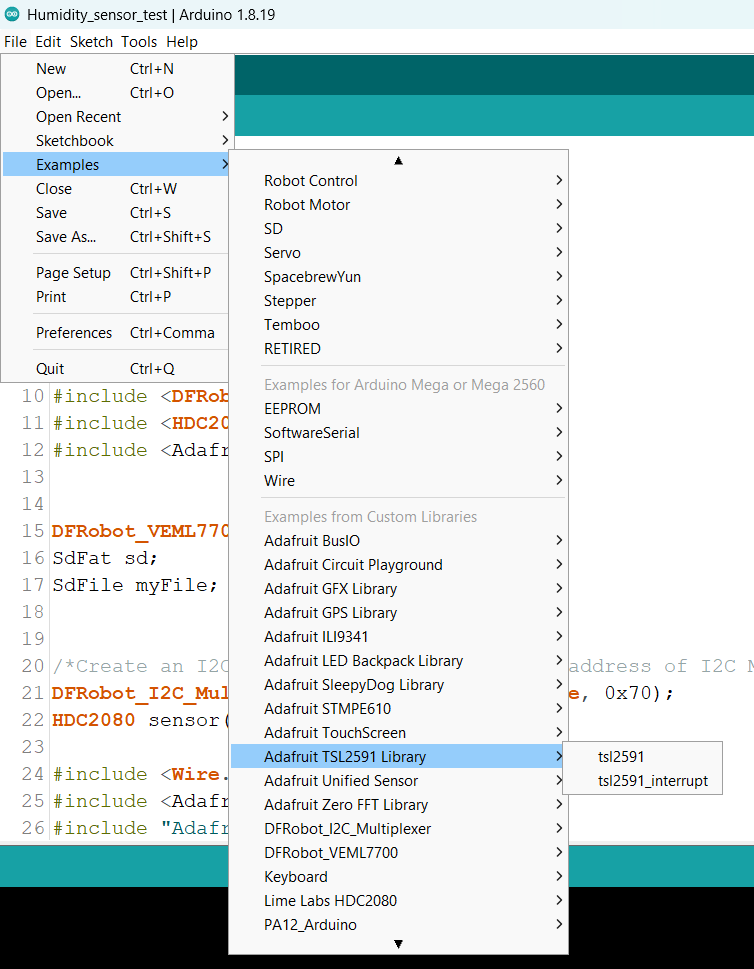 Humidity_sensor_test | Arduino 1.8.19
File Edit Sketch Tools Help
New Ctrl+N
Open... Ctrl+O
Open Recent
Sketchbook
Examples
Close Ctrl+W
Save Ctrl+S
Save As... Ctrl+Shift+S
Page Setup Ctrl+Shift+P
Print Ctrl+P
Preferences Ctrl+Comma
Quit Ctrl+Q
Robot Control
Robot Motor
SD
Servo
SpacebrewYun
Stepper
Temboo
RETIRED
Examples for Arduino Mega or Mega 2560
EEPROM
SoftwareSerial
SPI
Wire
Examples from Custom Libraries
Adafruit BusIO
Adafruit Circuit Playground
Adafruit GFX Library
Adafruit GPS Library
Adafruit ILI9341
Adafruit LED Backpack Library
Adafruit SleepyDog Library
Adafruit STMPE610
Adafruit TouchScreen
Adafruit TSL2591 Library
Adafruit Unified Sensor
Adafruit Zero FFT Library
DFRobot_I2C_Multiplexer
DFRobot_VEML7700
Keyboard
Lime Labs HDC2080
PA12_Arduino
tsl2591
tsl2591_interrupt
10 #include <DFRob
11 #include <HDC20
12 #include <Adafr
13
14
15 DFRobot_VEML770
16 SdFat sd;
17 SdFile myFile;
18
19
20 /*Create an I2C address of I2C M
21 DFRobot_I2C_Mul e, 0x70);
22 HDC2080 sensor(
23
24 #include <Wire.
25 #include <Adafr
26 #include "Adafr